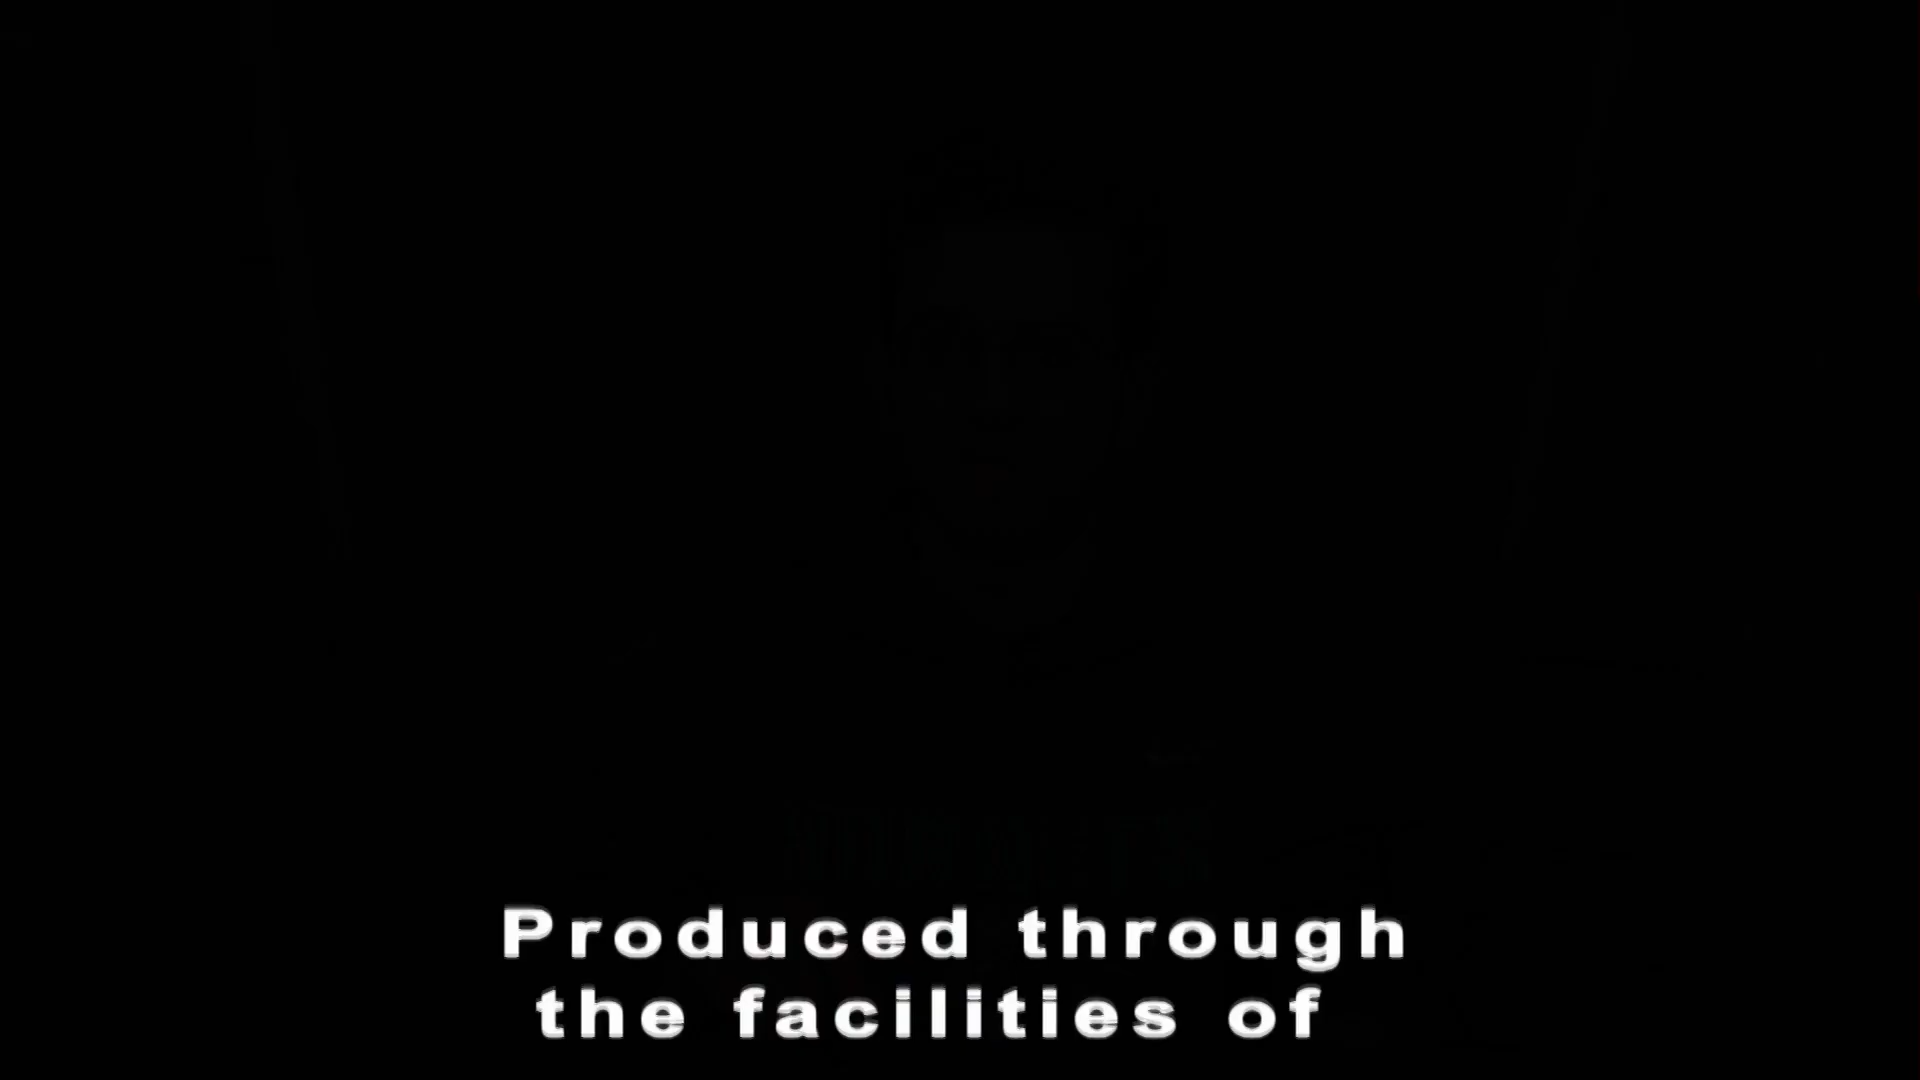 Produced through
the facilities of